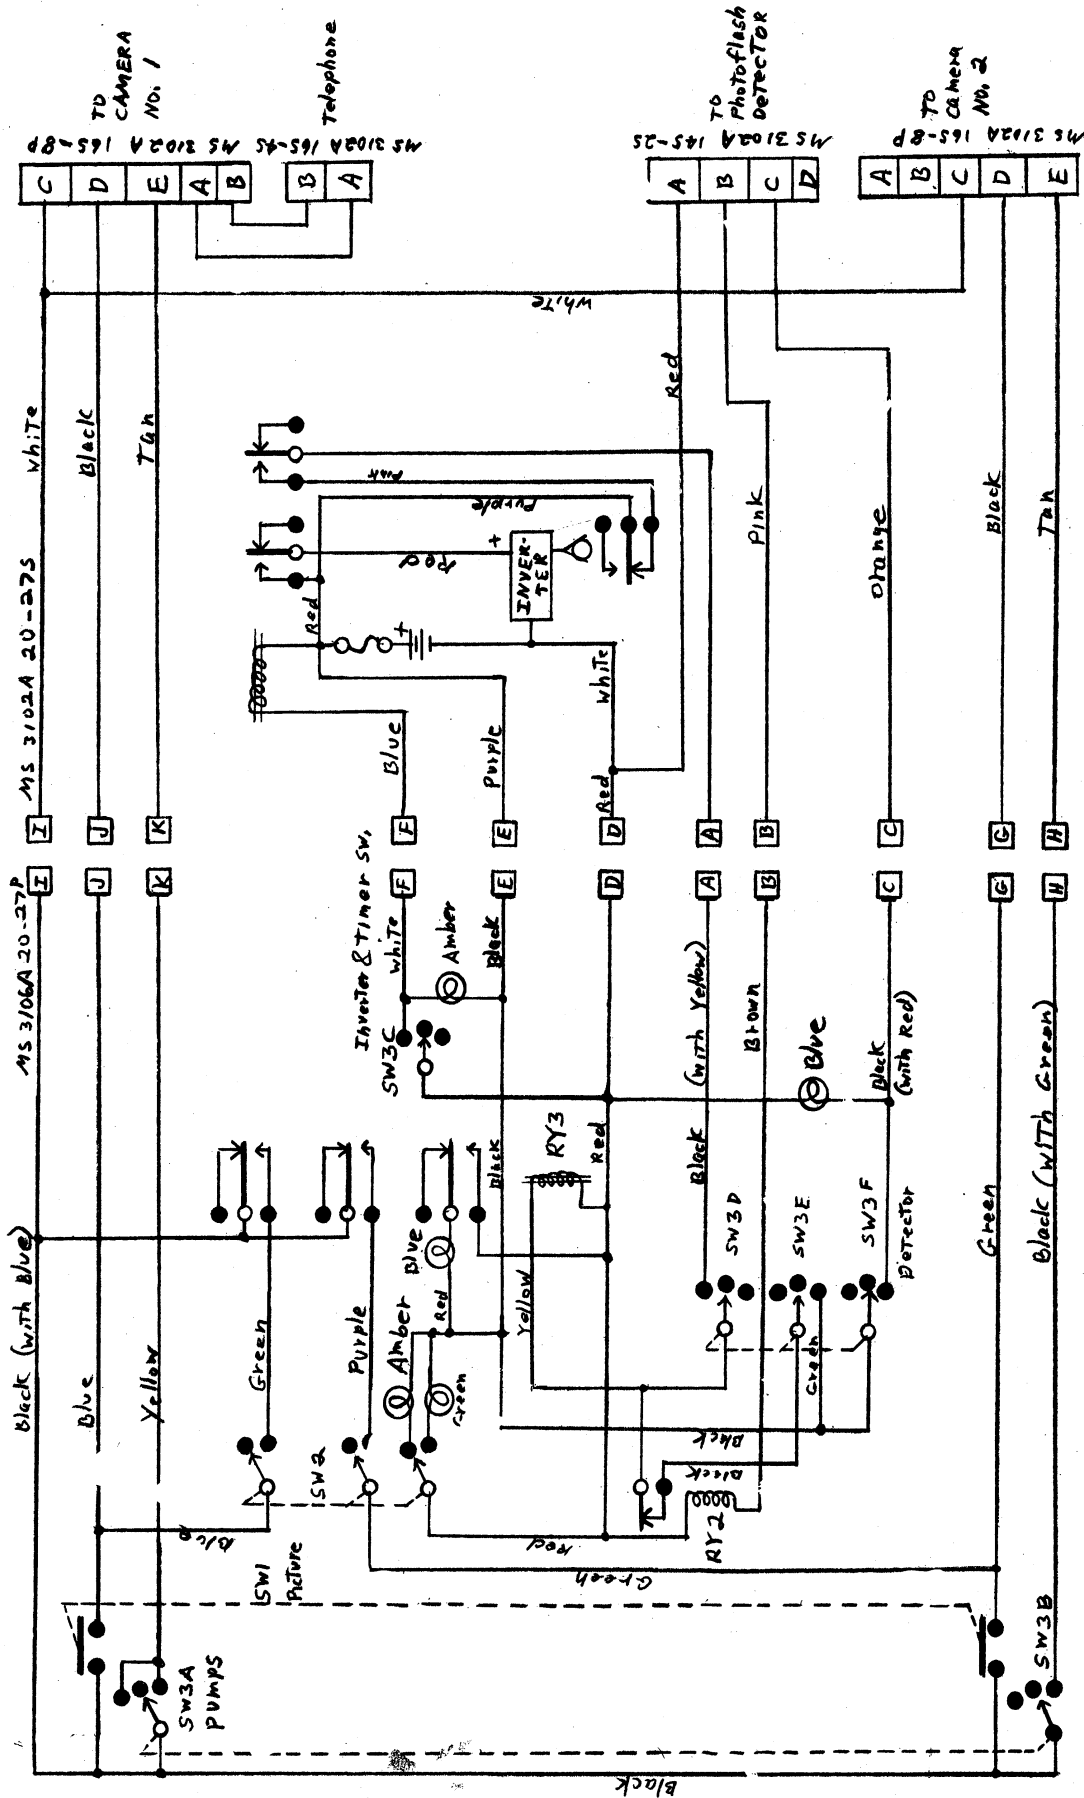 TO
CAMERA
NO. 1
MS 3102A 16S-8P
C
D
E
A
B
Telephone
MS 3102A 16S-4S
B
A
TO
Photoflash
DETECTOR
MS 3102A 14S-2S
A
B
C
D
TO
Camera
NO. 2
MS 3102A 16S-8P
A
B
C
D
E
White
MS 3102A 20-27S
White
Black
Tan
Pink
Purple
Red
+
INVER-
TER
Red
+
White
Red
Red
Pink
Orange
Black
Tan
Blue
Purple
I
J
K
F
E
D
A
B
C
G
H
MS 3106A 20-27P
I
J
K
F
E
D
A
B
C
G
H
Inverter & Timer SW.
White
Amber
Black
SW3C
Black
(with Yellow)
Brown
Blue
Black
(with Red)
Black (with Green)
RY3
Red
Black
Black (with Blue)
Blue
Yellow
Green
Purple
Blue
Red
Amber
Green
Yellow
SW3D
SW3E
SW3F
Detector
Green
Green
SW2
Black
Black
RY2
Blue
Red
Green
SW1
Picture
SW3A
PUMPS
SW3B
Black